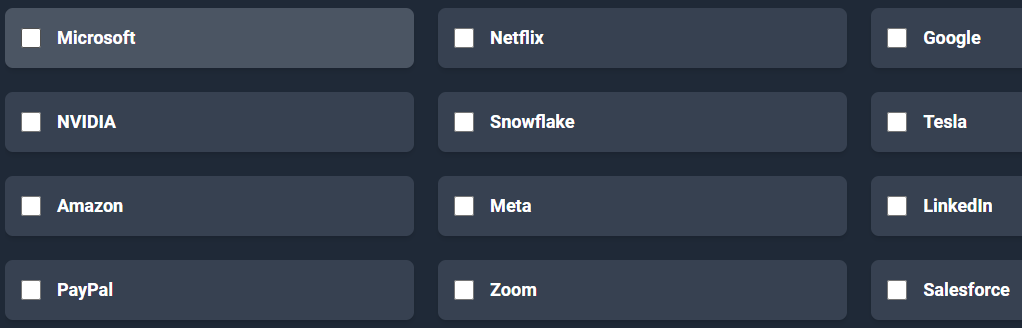 Microsoft
Netflix
Google
NVIDIA
Snowflake
Tesla
Amazon
Meta
LinkedIn
PayPal
Zoom
Salesforce